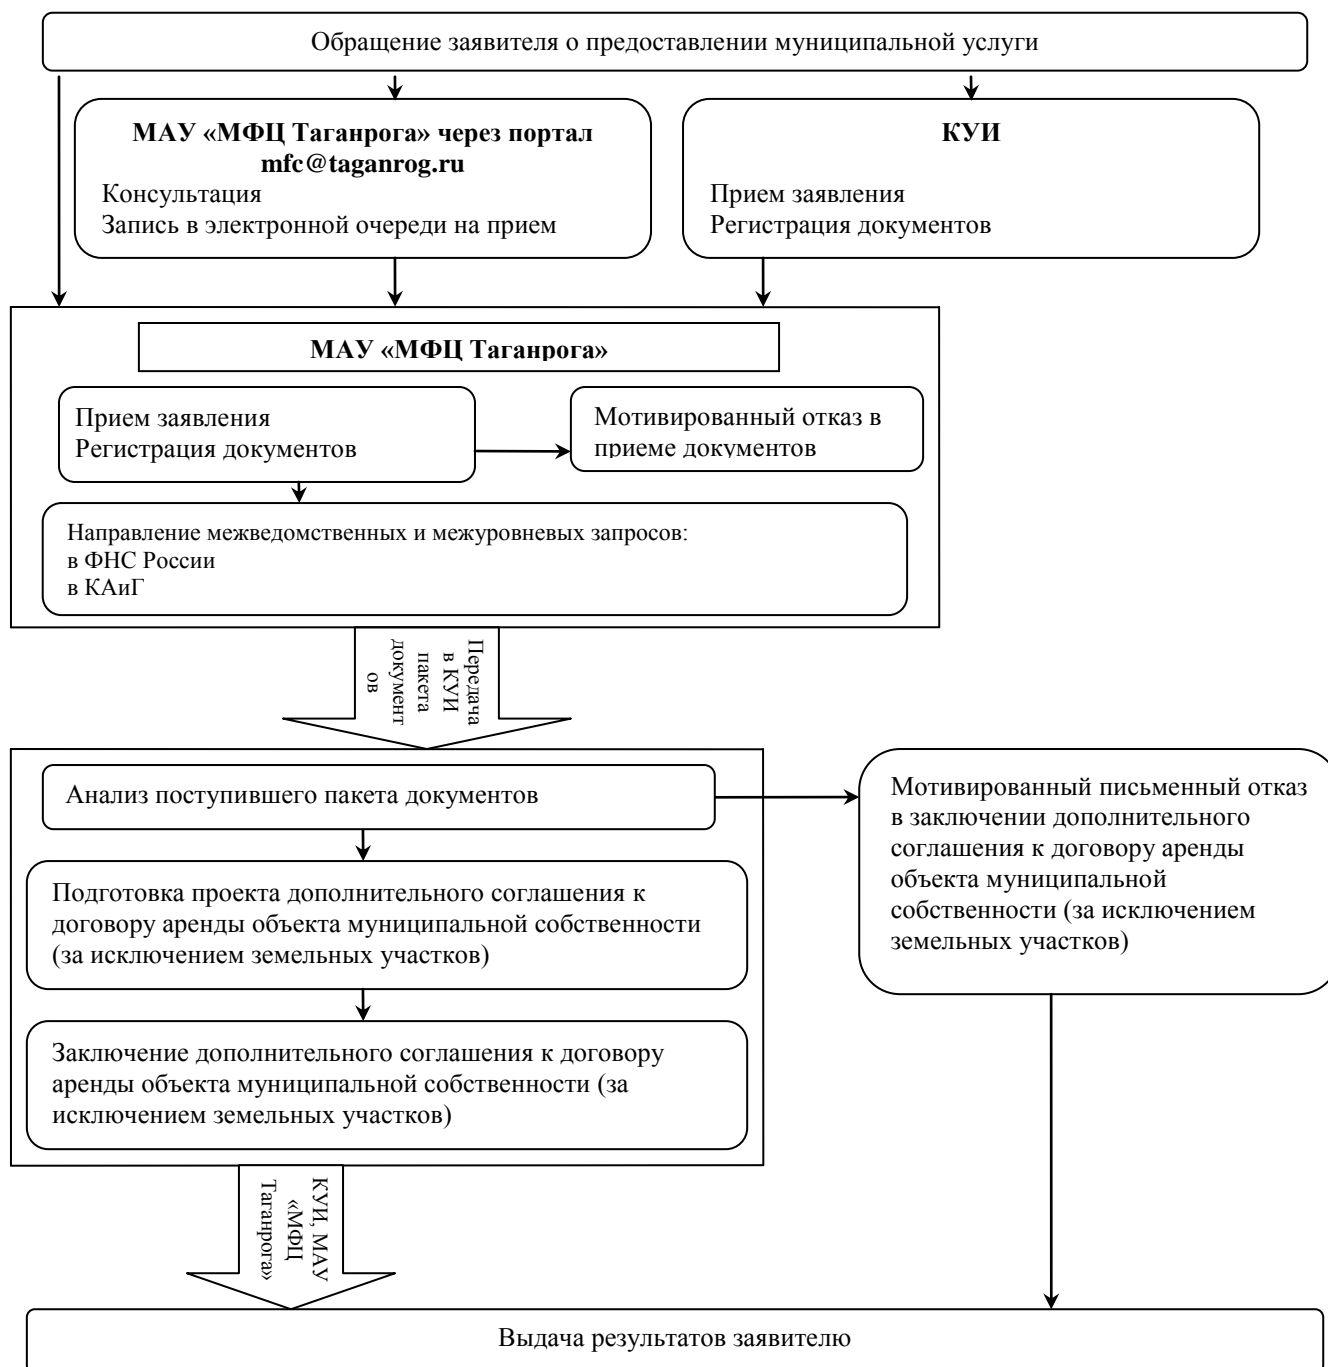 Обращение заявителя о предоставлении муниципальной услуги
МАУ «МФЦ Таганрога» через портал
mfc@taganrog.ru
Консультация
Запись в электронной очереди на прием
КУИ
Прием заявления
Регистрация документов
МАУ «МФЦ Таганрога»
Прием заявления
Регистрация документов
Мотивированный отказ в
приеме документов
Направление межведомственных и межуровневых запросов:
в ФНС России
в КАиГ
Передача
в КУИ
пакета
документ
ов
Анализ поступившего пакета документов
Мотивированный письменный отказ
в заключении дополнительного
соглашения к договору аренды
объекта муниципальной
собственности (за исключением
земельных участков)
Подготовка проекта дополнительного соглашения к
договору аренды объекта муниципальной собственности
(за исключением земельных участков)
Заключение дополнительного соглашения к договору
аренды объекта муниципальной собственности (за
исключением земельных участков)
КУИ, МАУ
«МФЦ
Таганрога»
Выдача результатов заявителю